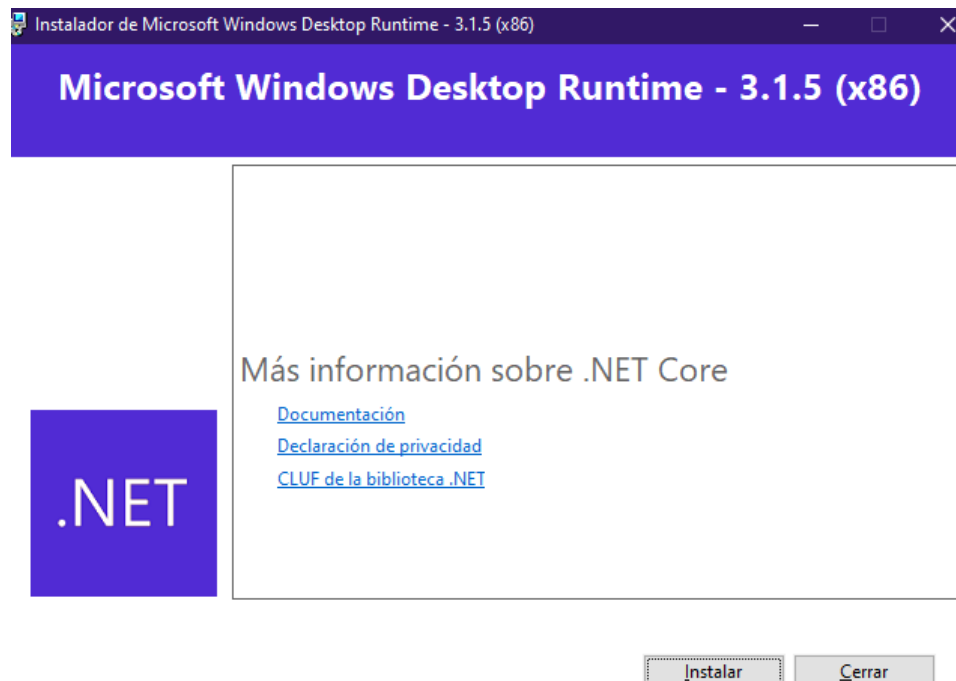 Instalador de Microsoft Windows Desktop Runtime - 3.1.5 (x86)
Microsoft Windows Desktop Runtime - 3.1.5 (x86)
Más información sobre .NET Core
Documentación
Declaración de privacidad
CLUF de la biblioteca .NET
.NET
Instalar
Cerrar